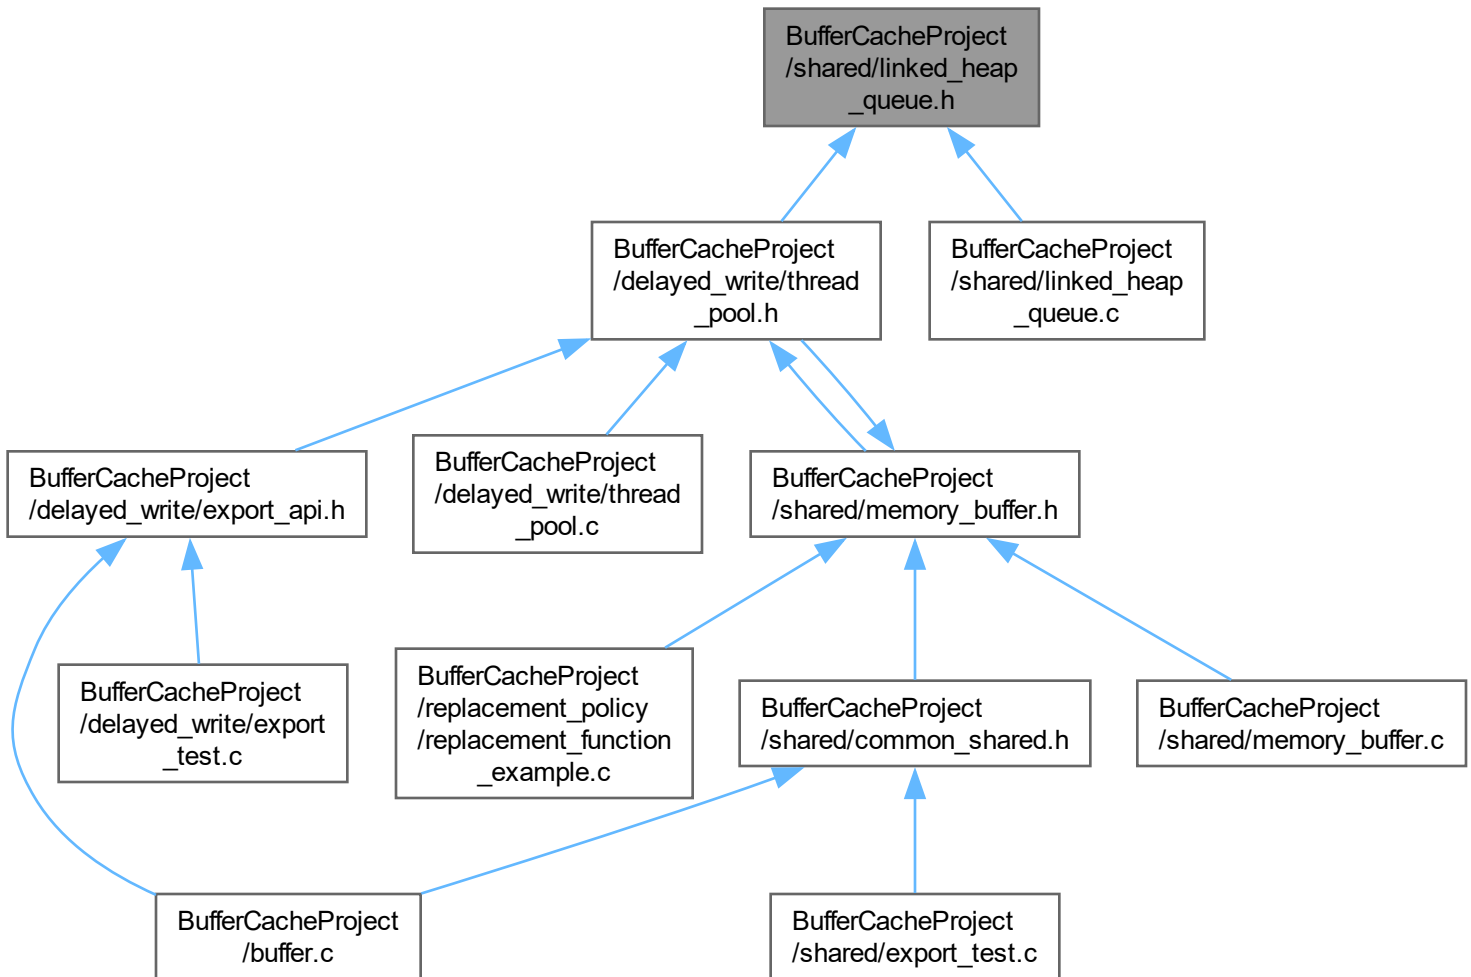 BufferCacheProject
/shared/linked_heap
_queue.h
BufferCacheProject
/delayed_write/thread
_pool.h
BufferCacheProject
/shared/linked_heap
_queue.c
BufferCacheProject
/delayed_write/export_api.h
BufferCacheProject
/delayed_write/thread
_pool.c
BufferCacheProject
/shared/memory_buffer.h
BufferCacheProject
/delayed_write/export
_test.c
BufferCacheProject
/replacement_policy
/replacement_function
_example.c
BufferCacheProject
/shared/common_shared.h
BufferCacheProject
/shared/memory_buffer.c
BufferCacheProject
/buffer.c
BufferCacheProject
/shared/export_test.c